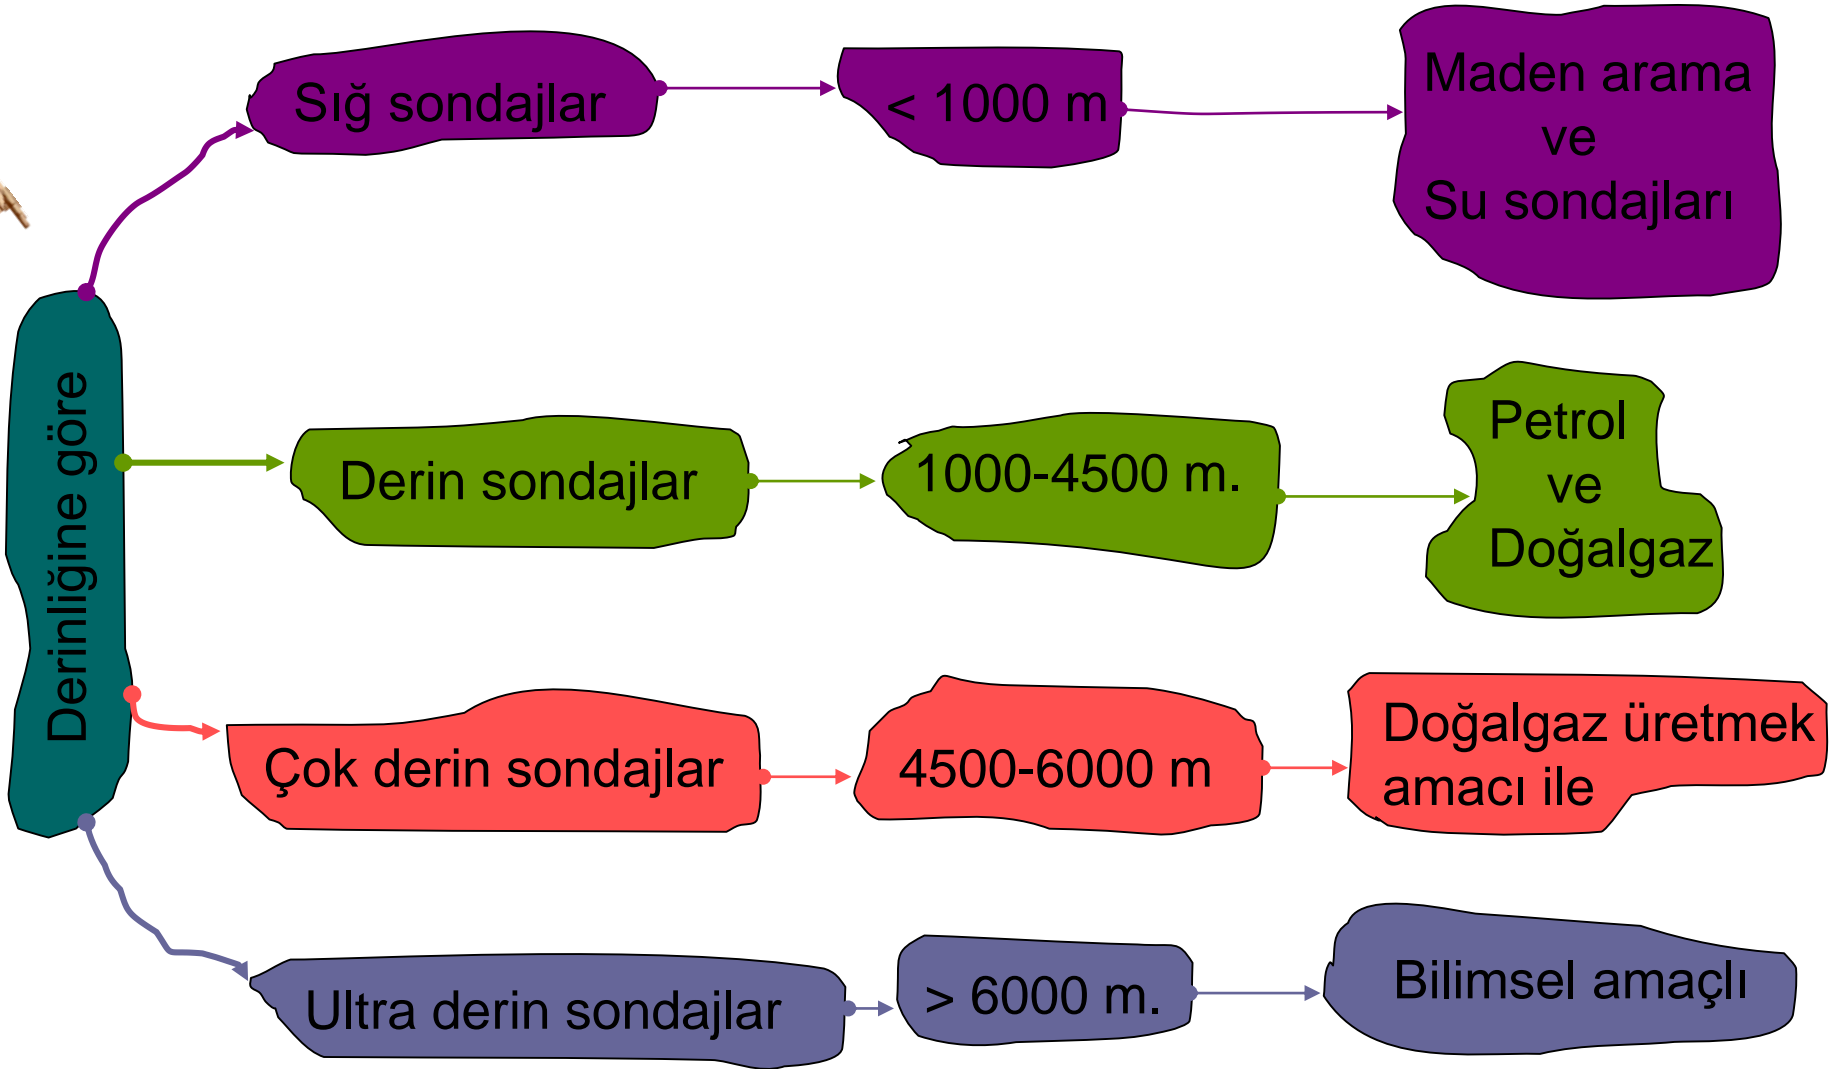 Derinliğine göre
Sığ sondajlar
< 1000 m
Maden arama
ve
Su sondajları
Derin sondajlar
1000-4500 m.
Petrol
ve
Doğalgaz
Çok derin sondajlar
4500-6000 m
Doğalgaz üretmek
amacı ile
Ultra derin sondajlar
> 6000 m.
Bilimsel amaçlı